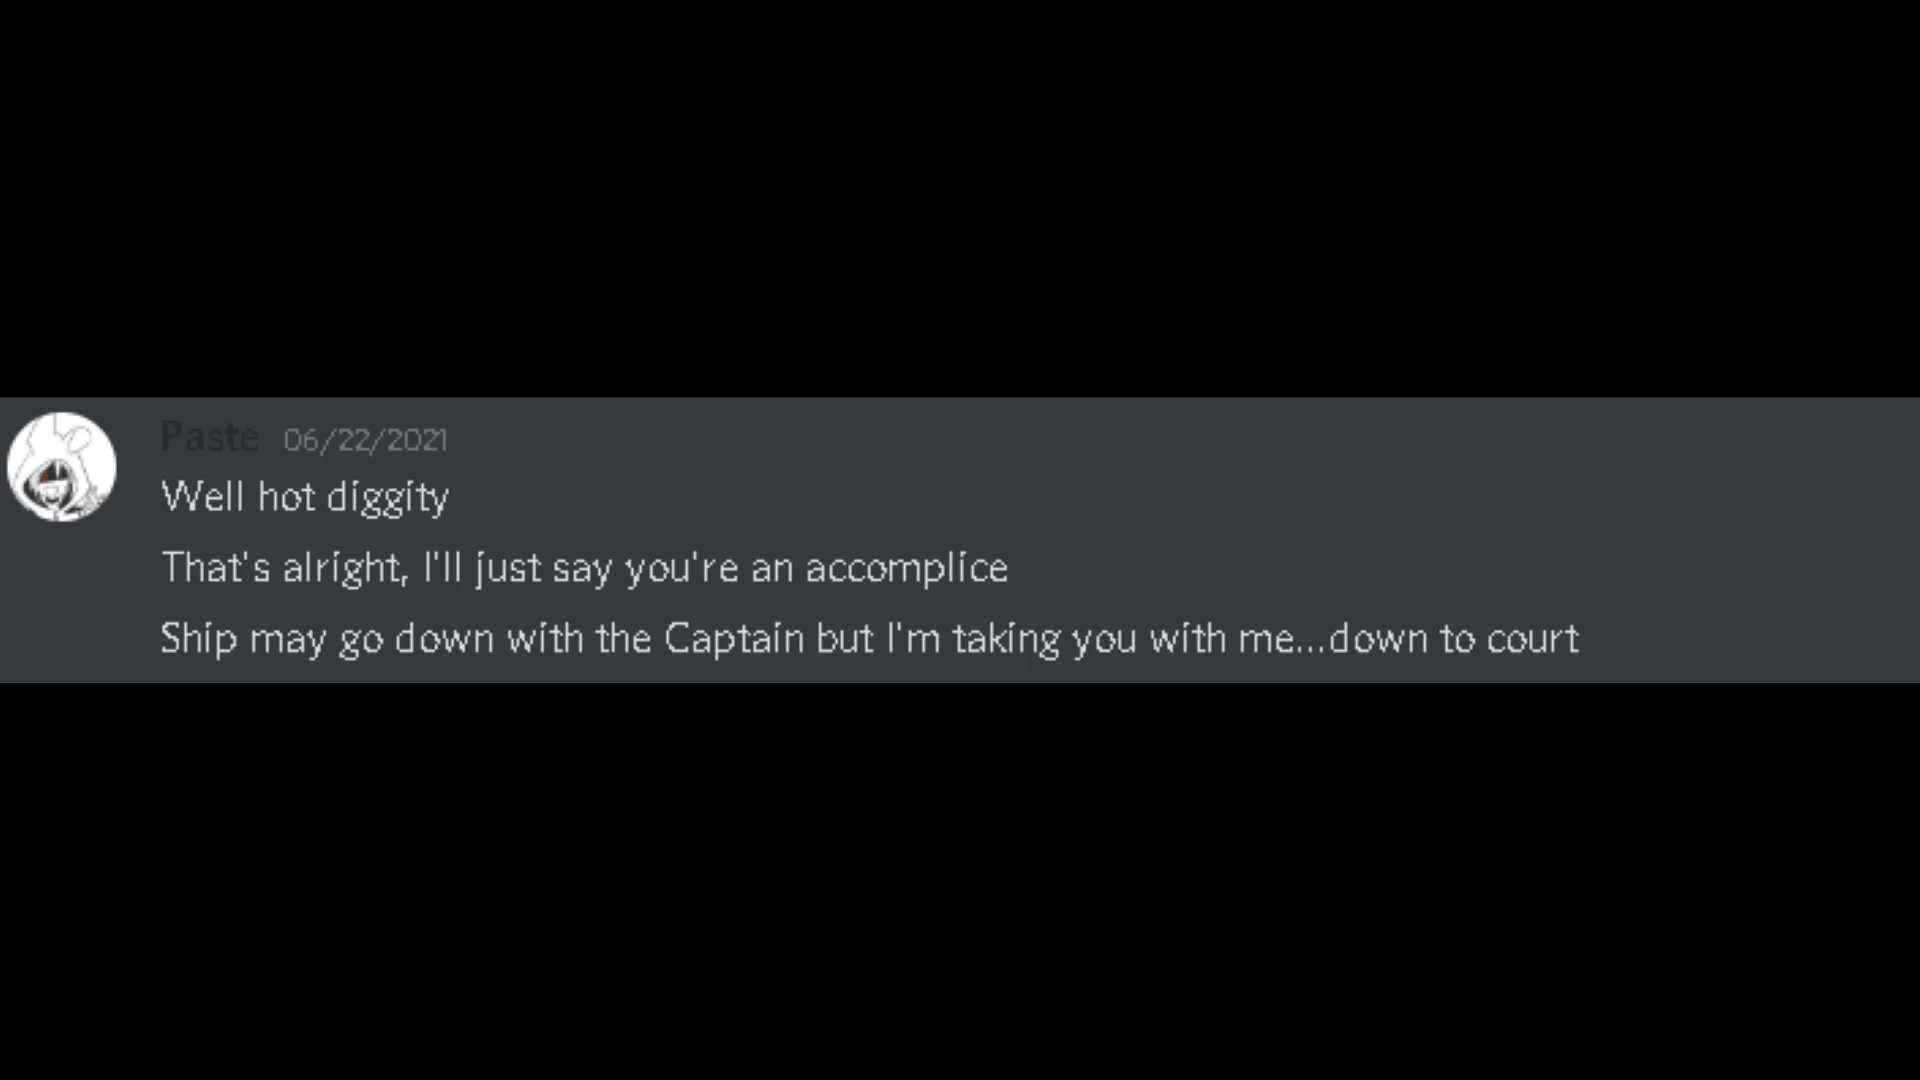 Paste 06/22/2021
Well hot diggity
That's alright, I'll just say you're an accomplice
Ship may go down with the Captain but I'm taking you with me...down to court